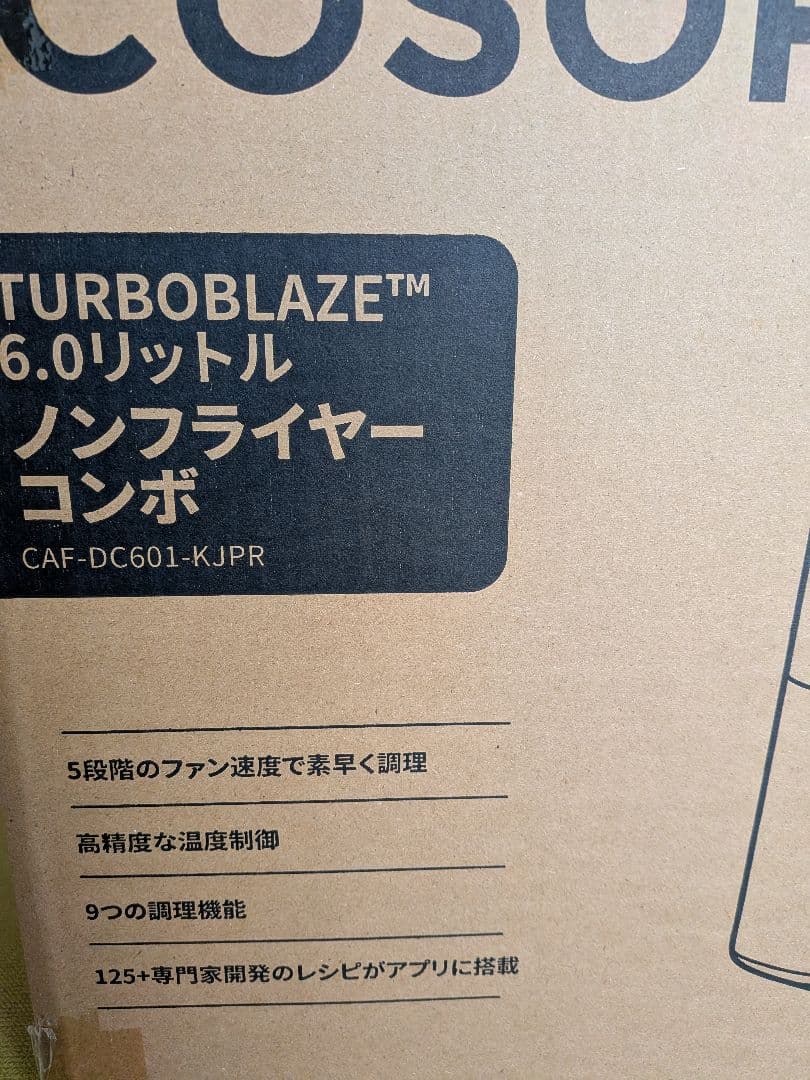 COSOR
TURBOBLAZE™
6.0リットル
ノンフライヤー
コンボ
CAF-DC601-KJPR
5段階のファン速度で素早く調理
高精度な温度制御
9つの調理機能
125+専門家開発のレシピがアプリに搭載